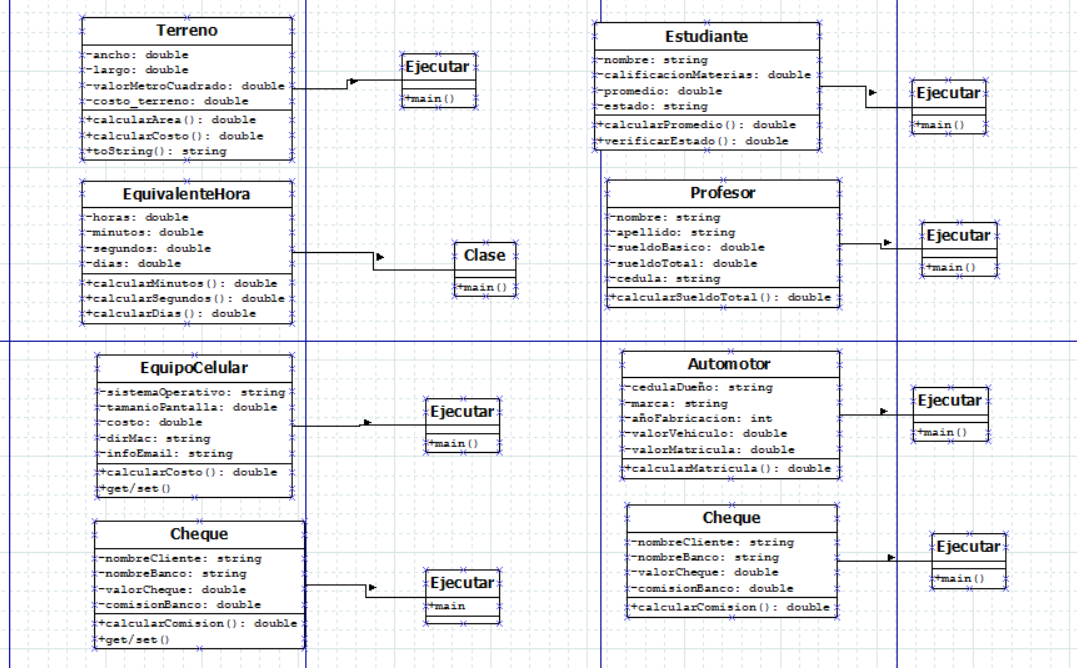 Terreno
-ancho: double
-largo: double
-valorMetroCuadrado: double
-costo_terreno: double
+calcularArea(): double
+calcularCosto(): double
+toString(): string
Ejecutar
+main()
Estudiante
-nombre: string
-calificacionMaterias: double
-promedio: double
-estado: string
+calcularPromedio(): double
+verificarEstado(): double
Ejecutar
+main()
EquivalenteHora
-horas: double
-minutos: double
-segundos: double
-dias: double
+calcularMinutos(): double
+calcularSegundos(): double
+calcularDias(): double
Clase
+main()
Profesor
-nombre: string
-apellido: string
-sueldoBasico: double
-sueldoTotal: double
-cedula: string
+calcularSueldoTotal(): double
Ejecutar
+main()
EquipoCelular
-sistemaOperativo: string
-tamanioPantalla: double
-costo: double
-dirMac: string
-infoEmail: string
+calcularCosto(): double
+get/set()
Ejecutar
+main()
Automotor
-cedulaDueño: string
-marca: string
-añoFabricacion: int
-valorVehiculo: double
-valorMatricula: double
+calcularMatricula(): double
Ejecutar
+main()
Cheque
-nombreCliente: string
-nombreBanco: string
-valorCheque: double
-comisionBanco: double
+calcularComision(): double
+get/set()
Ejecutar
+main
Cheque
-nombreCliente: string
-nombreBanco: string
-valorCheque: double
-comisionBanco: double
+calcularComision(): double
Ejecutar
+main()